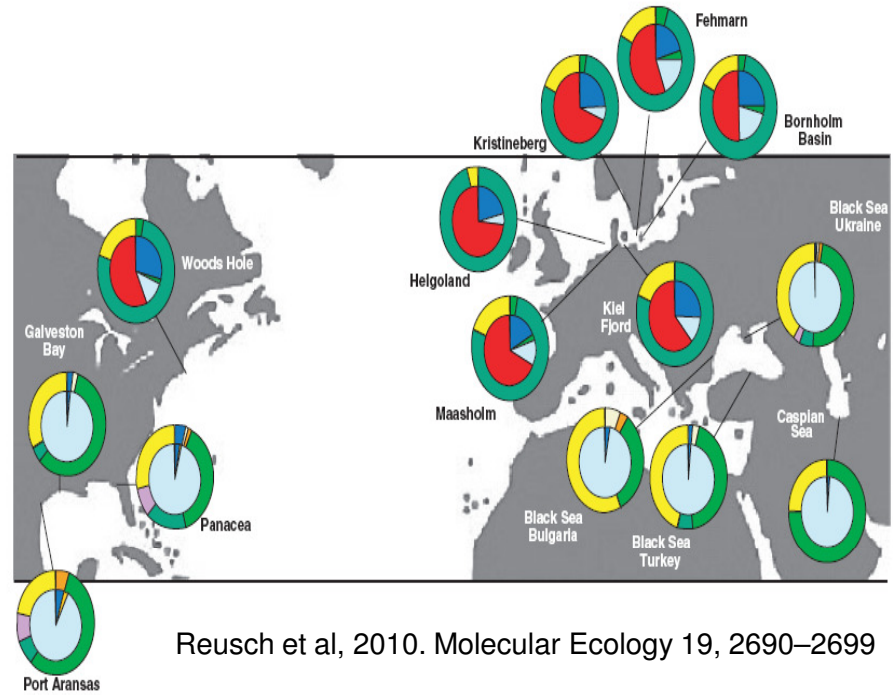 Fehmarn
Kristineberg
Bornholm
Basin
Black Sea
Ukraine
Woods Hole
Helgoland
Kiel
Fjord
Galveston
Bay
Maasholm
Caspian
Sea
Panacea
Black Sea
Bulgaria
Black Sea
Turkey
Reusch et al, 2010. Molecular Ecology 19, 2690–2699
Port Aransas